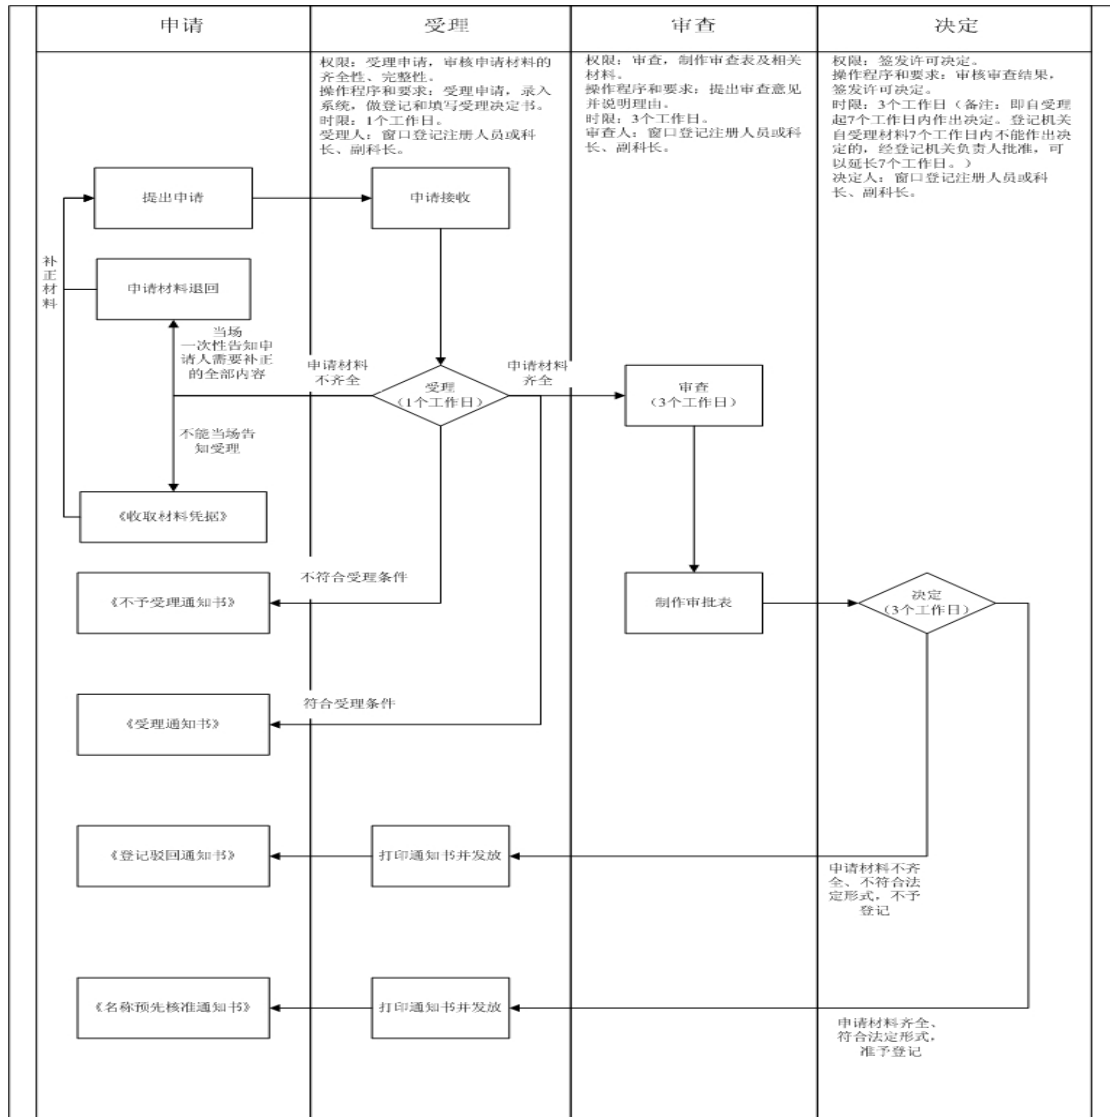 申请
受理
审查
决定
权限：受理申请，审核申请材料的
齐全性、完整性。
操作程序和要求：受理申请，录入
系统，做登记和填写受理决定书。
时限：1个工作日。
受理人：窗口登记注册人员或科
长、副科长。
权限：审查，制作审查表及相关
材料。
操作程序和要求：提出审查意见
并说明理由。
时限：3个工作日。
审查人：窗口登记注册人员或科
长、副科长。
权限：签发许可决定。
操作程序和要求：审核审查结果，
签发许可决定。
时限：3个工作日（备注：即自受理
起7个工作日内作出决定。登记机关
自受理材料7个工作日内不能作出决
定的，经登记机关负责人批准，可
以延长7个工作日。）
决定人：窗口登记注册人员或科
长、副科长。
提出申请
申请接收
补正材料
申请材料退回
当场
一次性告知申
请人需要补正
的全部内容
申请材料
不齐全
受理
（1个工作日）
申请材料
齐全
审查
（3个工作日）
不能当场告
知受理
《收取材料凭据》
不符合受理条件
《不予受理通知书》
制作审批表
决定
（3个工作日）
符合受理条件
《受理通知书》
《登记驳回通知书》
打印通知书并发放
申请材料不齐
全、不符合法
定形式，不予
登记
《名称预先核准通知书》
打印通知书并发放
申请材料齐全、
符合法定形式，
准予登记